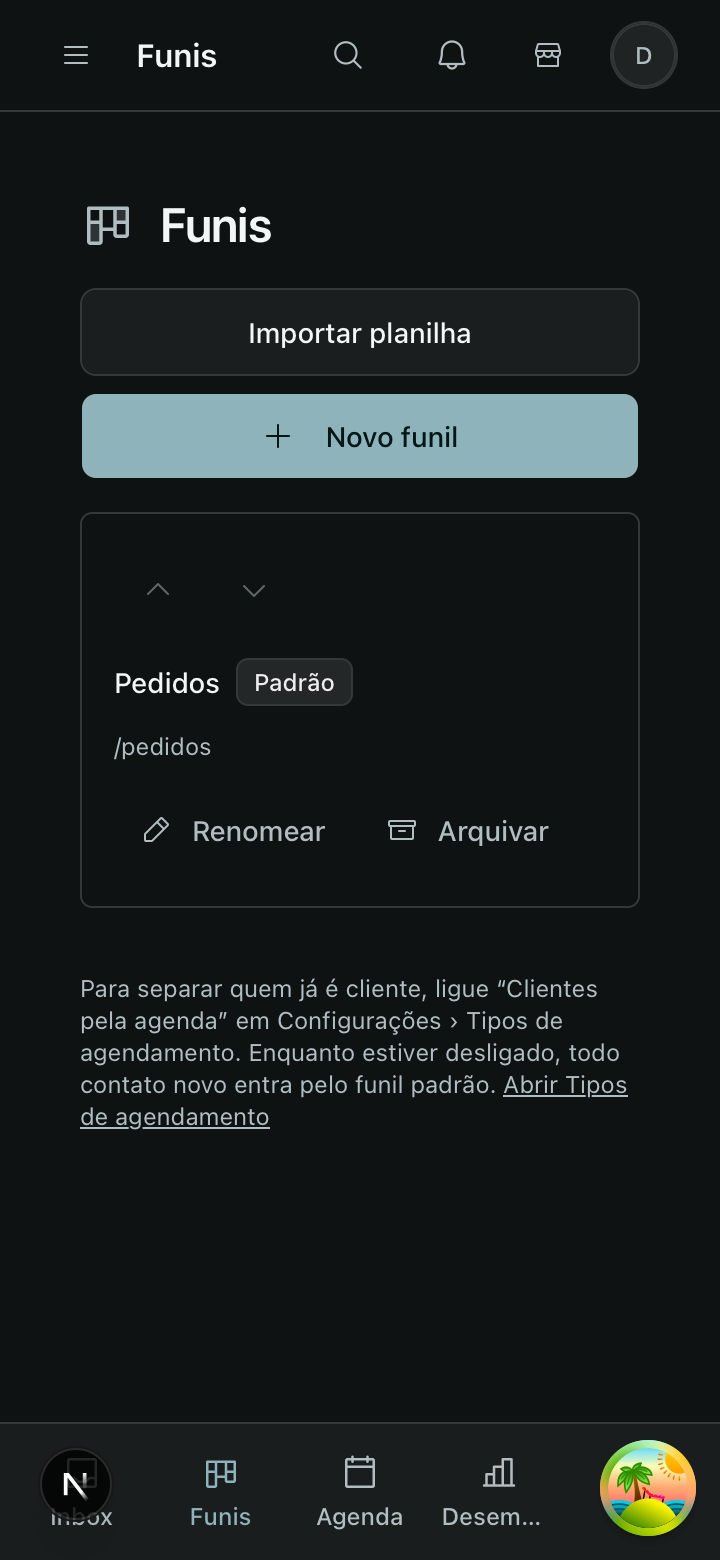 Funis
D
Funis
Importar planilha
Novo funil
Pedidos Padrão
/pedidos
Renomear Arquivar
Para separar quem já é cliente, ligue “Clientes
pela agenda” em Configurações › Tipos de
agendamento. Enquanto estiver desligado, todo
contato novo entra pelo funil padrão. Abrir Tipos
de agendamento
N
Inbox Funis Agenda Desem...